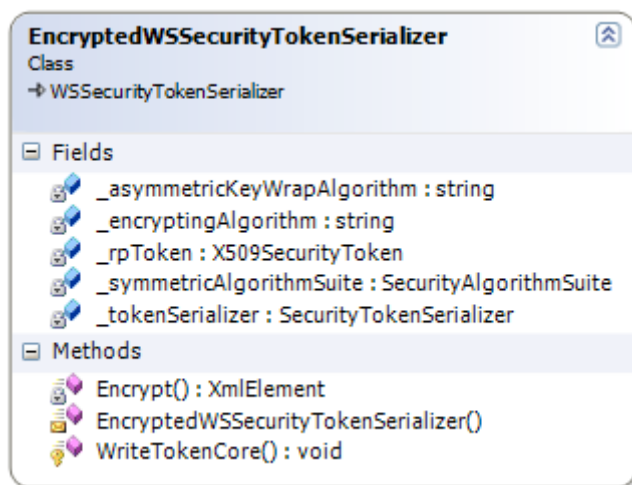 EncryptedWSSecurityTokenSerializer
Class
WSSecurityTokenSerializer
Fields
_asymmetricKeyWrapAlgorithm : string
_encryptingAlgorithm : string
_rpToken : X509SecurityToken
_symmetricAlgorithmSuite : SecurityAlgorithmSuite
_tokenSerializer : SecurityTokenSerializer
Methods
Encrypt() : XmlElement
EncryptedWSSecurityTokenSerializer()
WriteTokenCore() : void